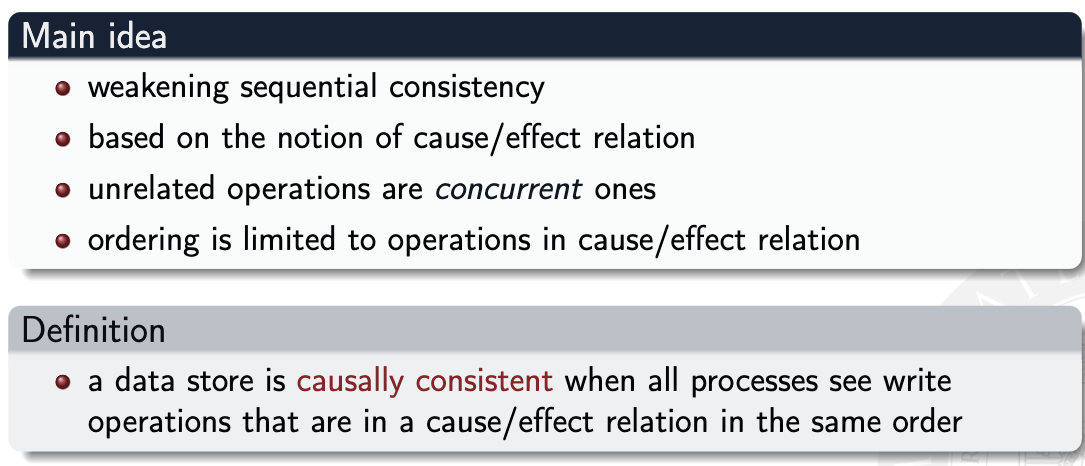 Main idea
weakening sequential consistency
based on the notion of cause/effect relation
unrelated operations are concurrent ones
ordering is limited to operations in cause/effect relation
Definition
a data store is causally consistent when all processes see write
operations that are in a cause/effect relation in the same order